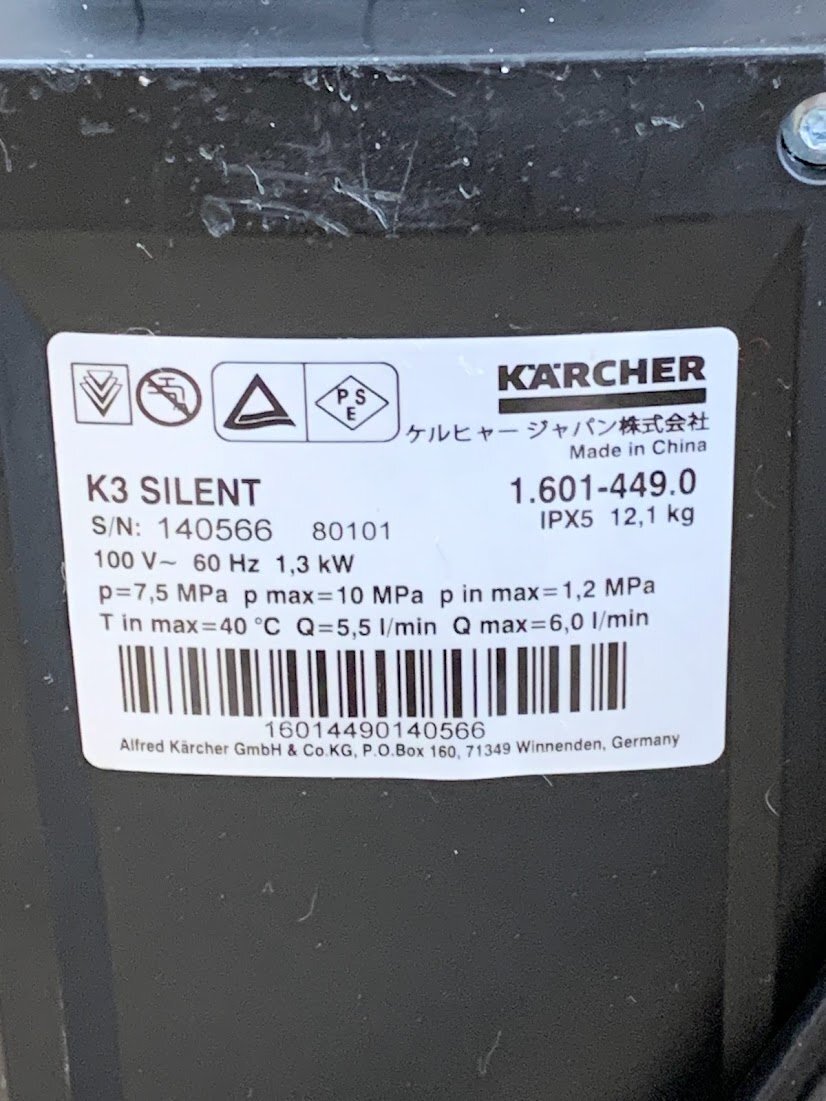 P S
E
KÄRCHER
ケルヒャー ジャパン株式会社
Made in China
K3 SILENT 1.601-449.0
S/N: 140566 80101 IPX5 12,1 kg
100 V~ 60 Hz 1,3 kW
p=7,5 MPa p max=10 MPa p in max=1,2 MPa
T in max=40 °C Q=5,5 l/min Q max=6,0 l/min
16014490140566
Alfred Kärcher GmbH & Co.KG, P.O.Box 160, 71349 Winnenden, Germany